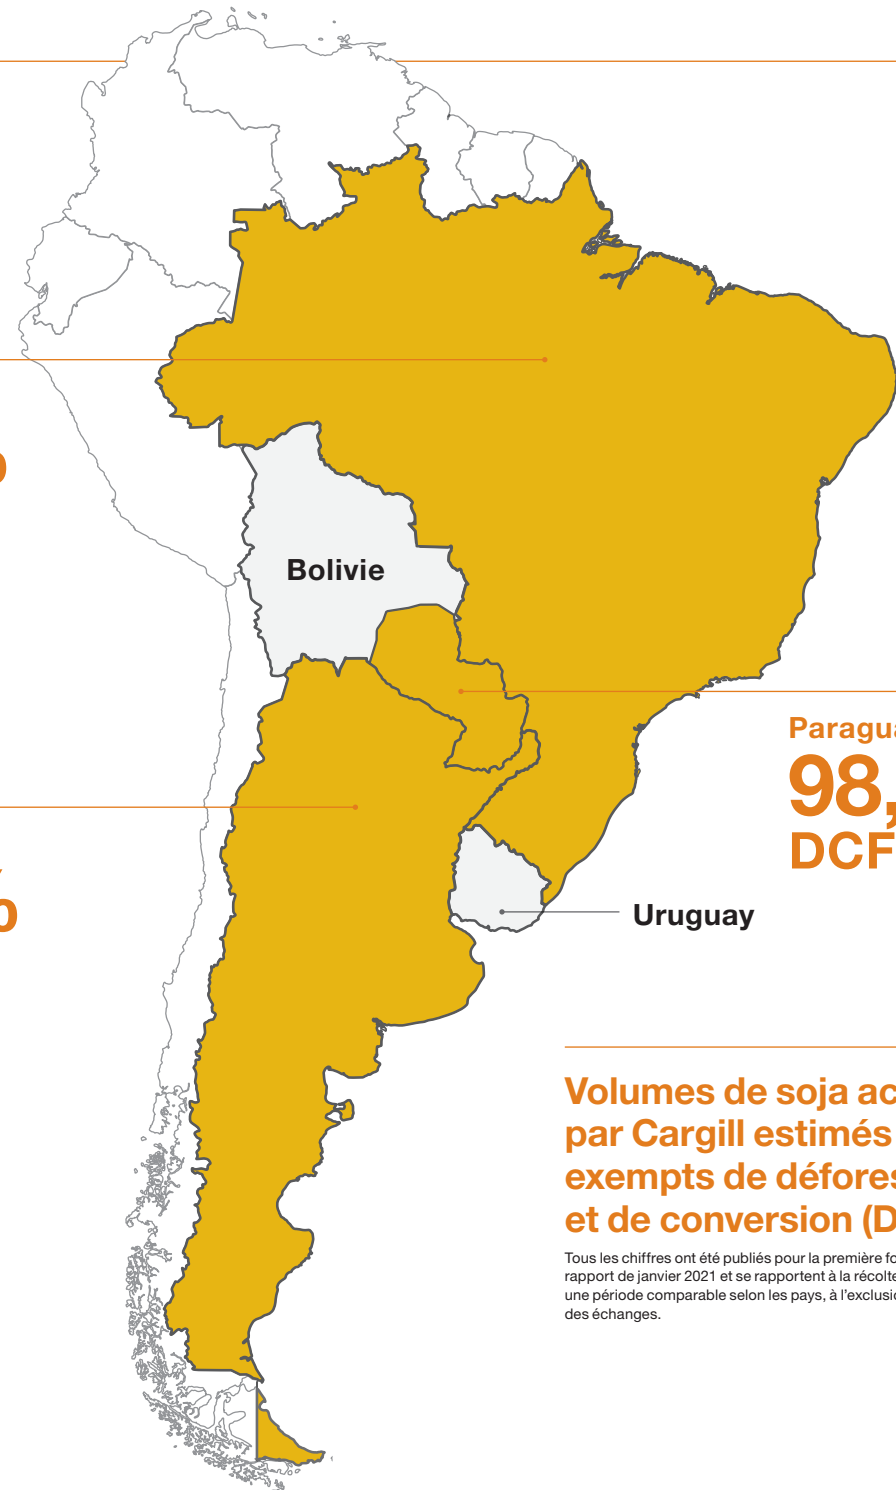 %
Bolivie
Paragua
98,
DCF
%
Uruguay
Volumes de soja ac
par Cargill estimés
exempts de défores
et de conversion (D
Tous les chiffres ont été publiés pour la première fo
rapport de janvier 2021 et se rapportent à la récolte
une période comparable selon les pays, à l'exclusio
des échanges.